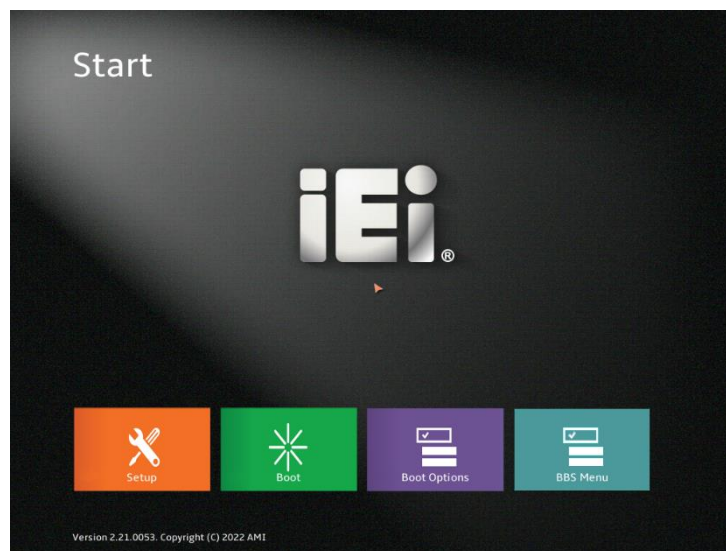 Start
iEi®
Setup
Boot
Boot Options
BBS Menu
Version 2.21.0053. Copyright (C) 2022 AMI